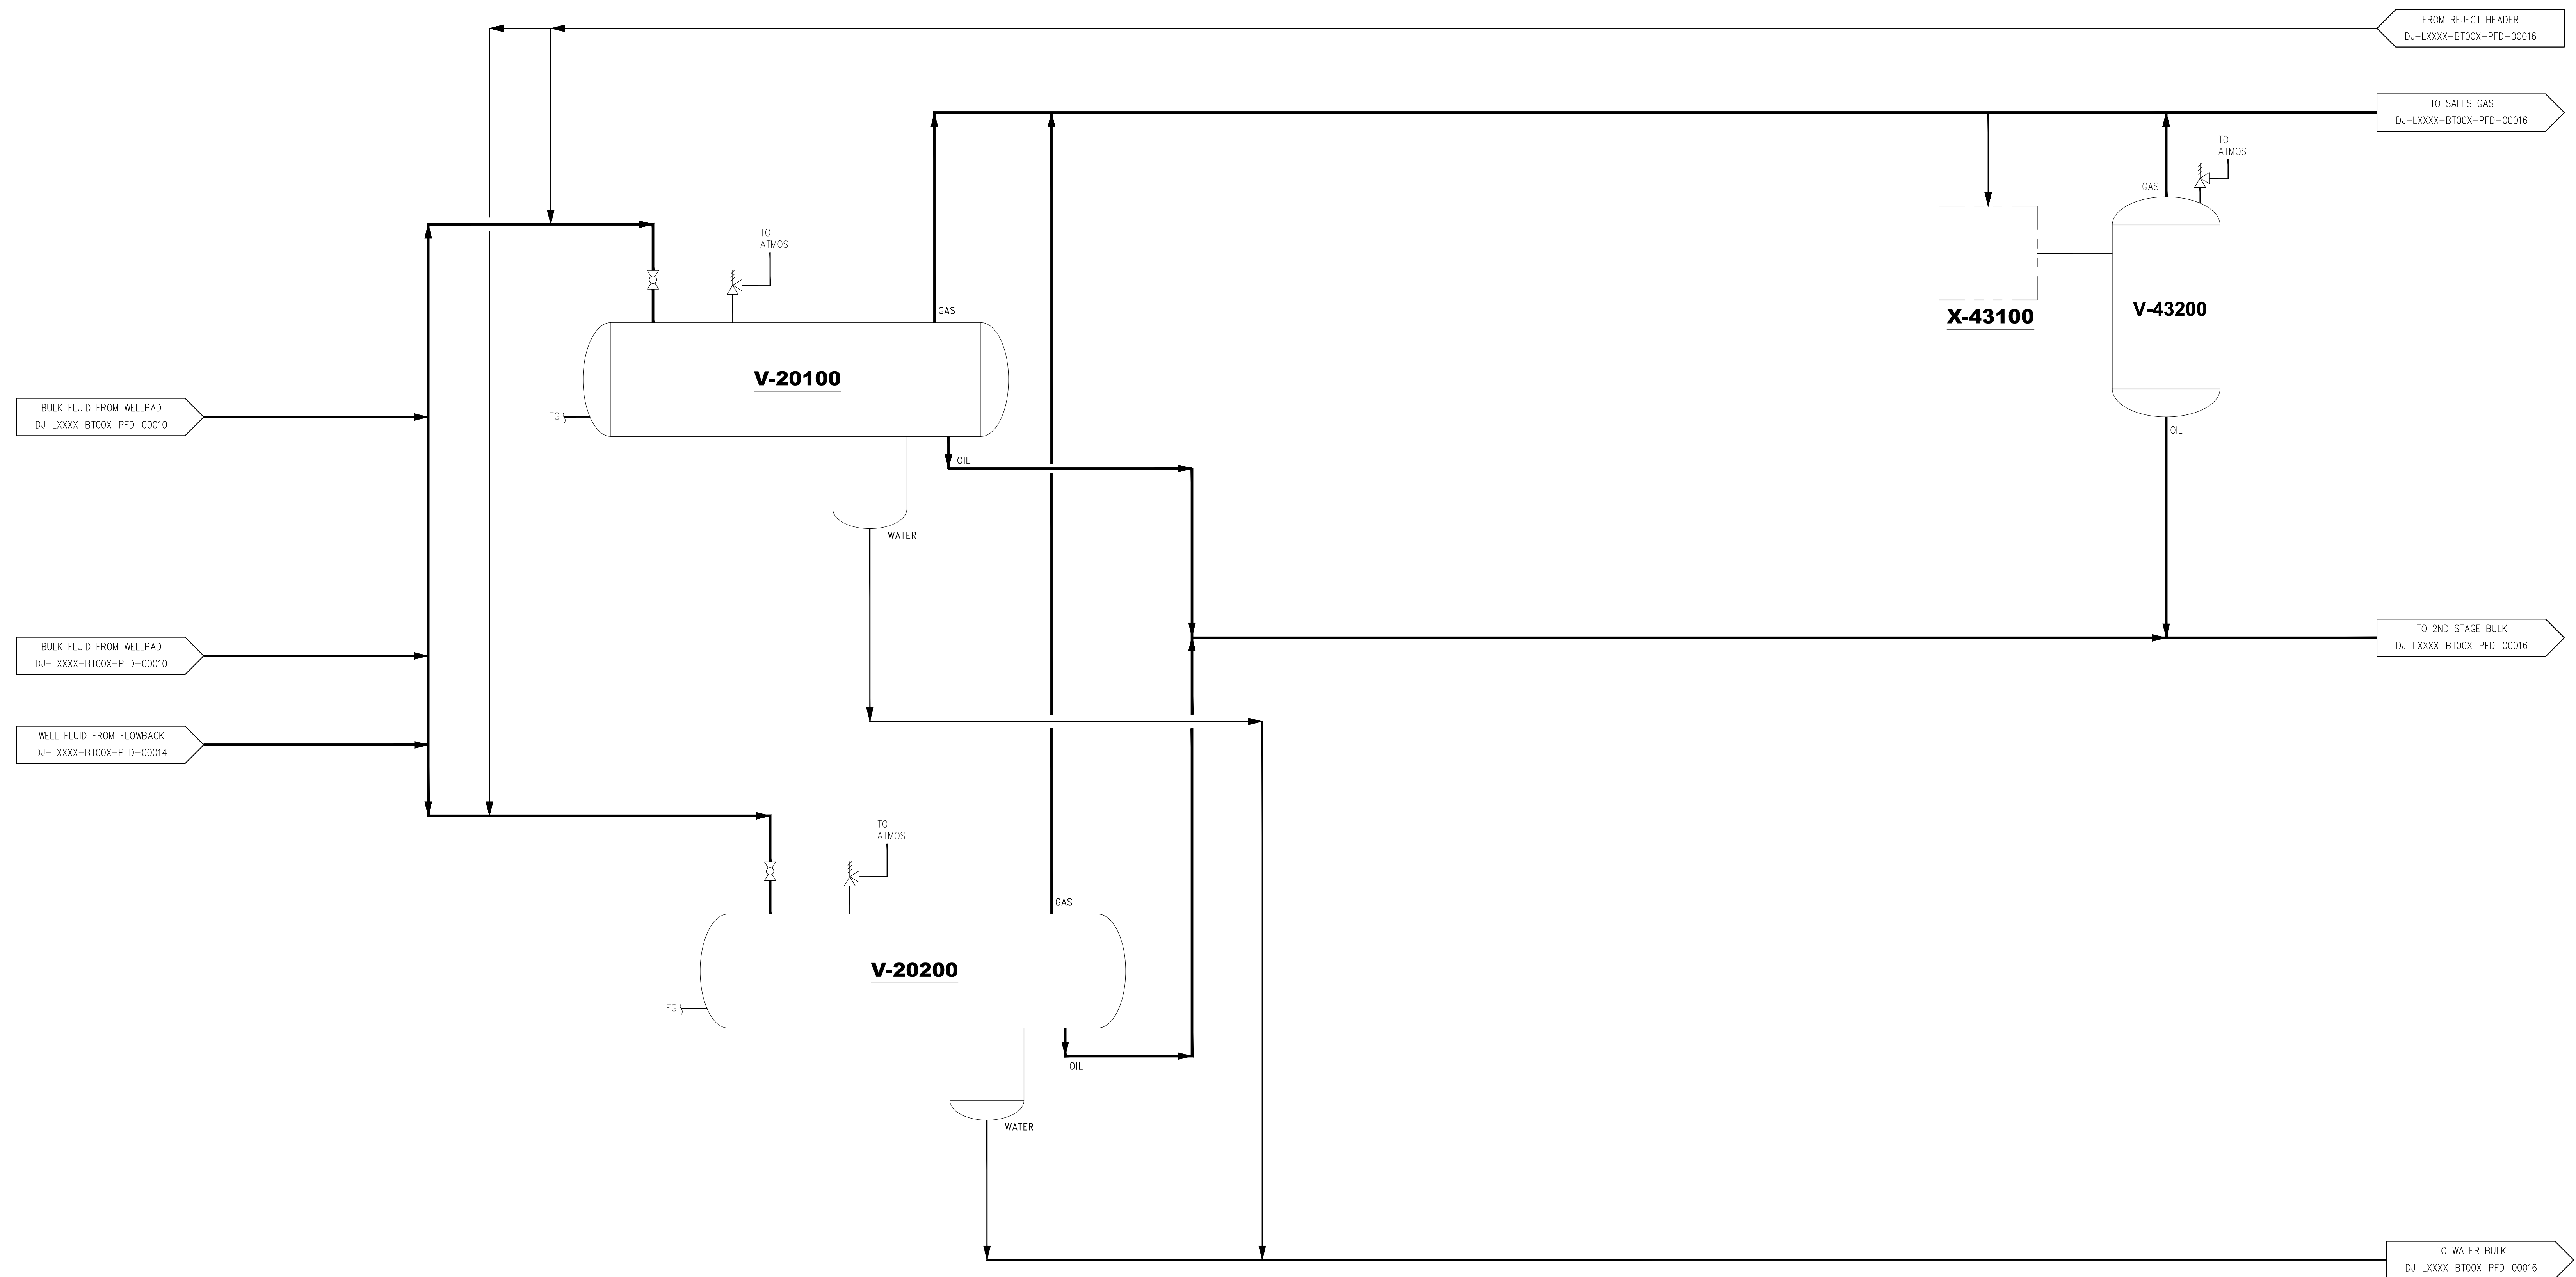 FROM REJECT HEADER
DJ-LXXXX-BT00X-PFD-00016
TO SALES GAS
DJ-LXXXX-BT00X-PFD-00016
TO
ATMOS
GAS
TO
ATMOS
X-43100
V-43200
GAS
V-20100
BULK FLUID FROM WELLPAD
DJ-LXXXX-BT00X-PFD-00010
FG
OIL
OIL
WATER
BULK FLUID FROM WELLPAD
DJ-LXXXX-BT00X-PFD-00010
TO 2ND STAGE BULK
DJ-LXXXX-BT00X-PFD-00016
WELL FLUID FROM FLOWBACK
DJ-LXXXX-BT00X-PFD-00014
TO
ATMOS
GAS
V-20200
FG
OIL
WATER
TO WATER BULK
DJ-LXXXX-BT00X-PFD-00016